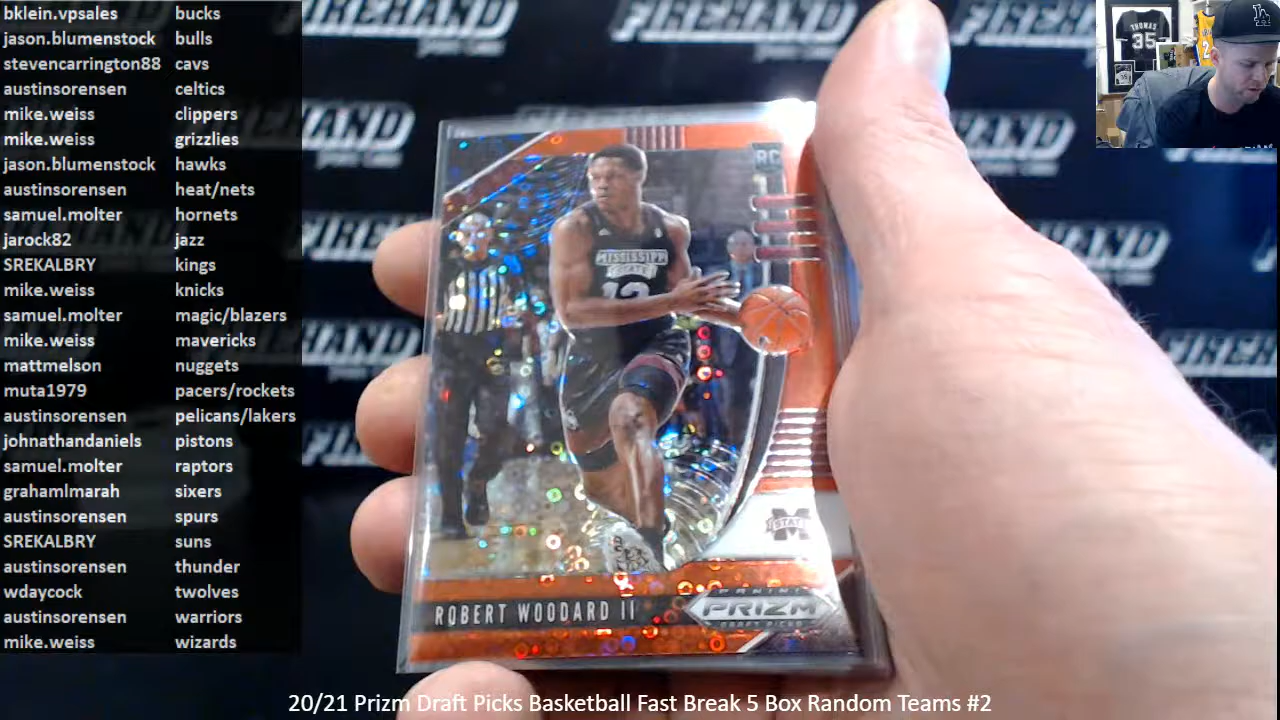 bklein.vpsales bucks
jason.blumenstock bulls
stevencarrington88 cavs
austinsorensen celtics
mike.weiss clippers
mike.weiss grizzlies
jason.blumenstock hawks
austinsorensen heat/nets
samuel.molter hornets
jarock82 jazz
SREKALBRY kings
mike.weiss knicks
samuel.molter magic/blazers
mike.weiss mavericks
mattmelson nuggets
muta1979 pacers/rockets
austinsorensen pelicans/lakers
johnathandaniels pistons
samuel.molter raptors
grahamlmarah sixers
austinsorensen spurs
SREKALBRY suns
austinsorensen thunder
wdaycock twolves
austinsorensen warriors
mike.weiss wizards
FIREHAND
THOMAS
35
RC
MISSISSIPPI
STATE
12
STATE
ROBERT WOODARD II
PANINI
PRIZM
DRAFT PICKS
20/21 Prizm Draft Picks Basketball Fast Break 5 Box Random Teams #2